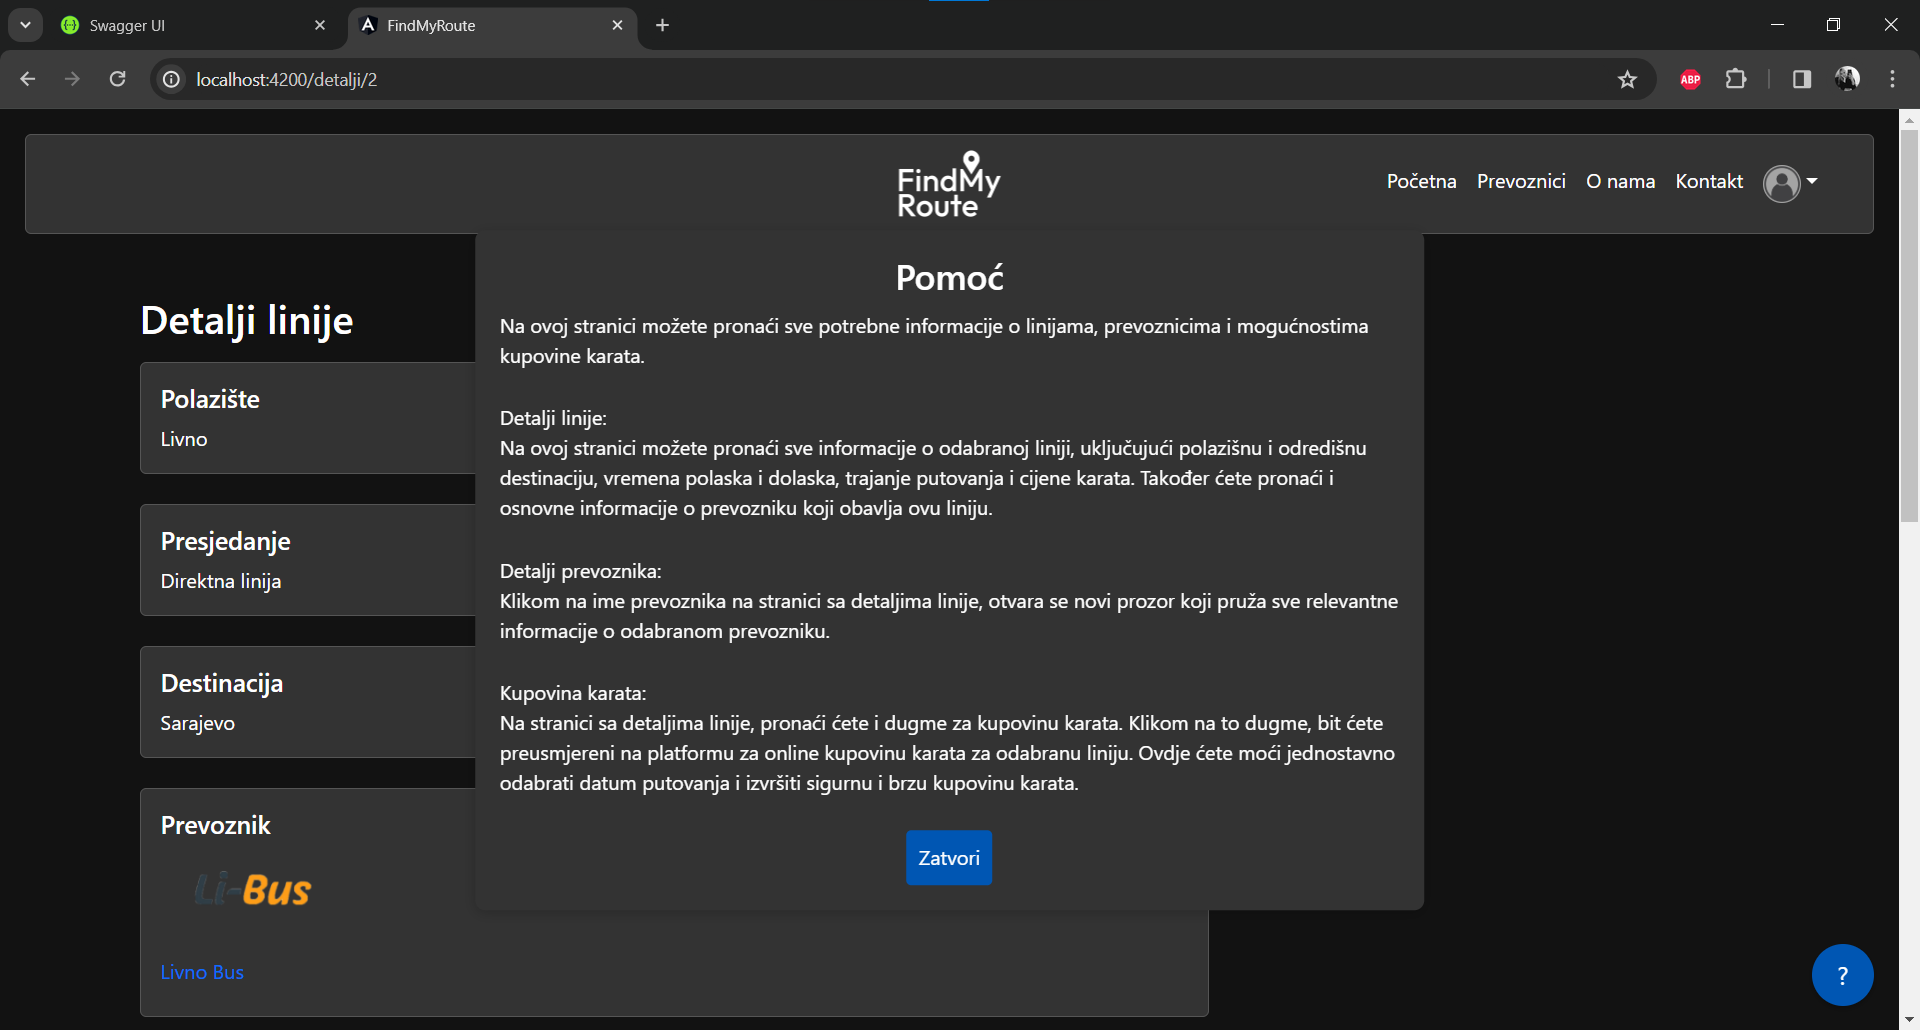 Swagger UI
FindMyRoute
localhost:4200/detalji/2
ABP
FindMy
Route
Početna Prevoznici O nama Kontakt
Pomoć
Na ovoj stranici možete pronaći sve potrebne informacije o linijama, prevoznicima i mogućnostima
kupovine karata.
Detalji linije:
Na ovoj stranici možete pronaći sve informacije o odabranoj liniji, uključujući polazišnu i odredišnu
destinaciju, vremena polaska i dolaska, trajanje putovanja i cijene karata. Također ćete pronaći i
osnovne informacije o prevozniku koji obavlja ovu liniju.
Detalji prevoznika:
Klikom na ime prevoznika na stranici sa detaljima linije, otvara se novi prozor koji pruža sve relevantne
informacije o odabranom prevozniku.
Kupovina karata:
Na stranici sa detaljima linije, pronaći ćete i dugme za kupovinu karata. Klikom na to dugme, bit ćete
preusmjereni na platformu za online kupovinu karata za odabranu liniju. Ovdje ćete moći jednostavno
odabrati datum putovanja i izvršiti sigurnu i brzu kupovinu karata.
Zatvori
Detalji linije
Polazište
Livno
Presjedanje
Direktna linija
Destinacija
Sarajevo
Prevoznik
Li-Bus
Livno Bus
?